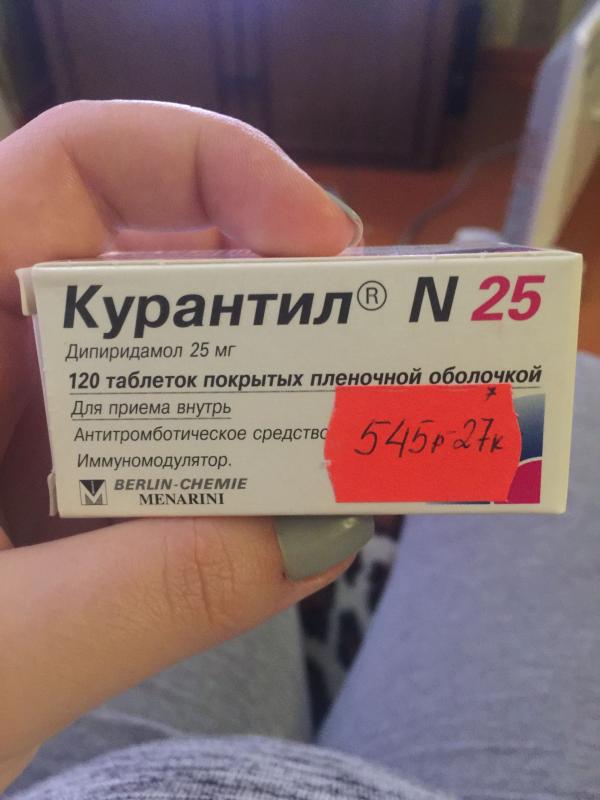 Курантил® N 25
Дипиридамол 25 мг
120 таблеток покрытых пленочной оболочкой
Для приема внутрь
Антитромботическое средство
Иммуномодулятор.
545р-27к
BERLIN-CHEMIE
MENARINI